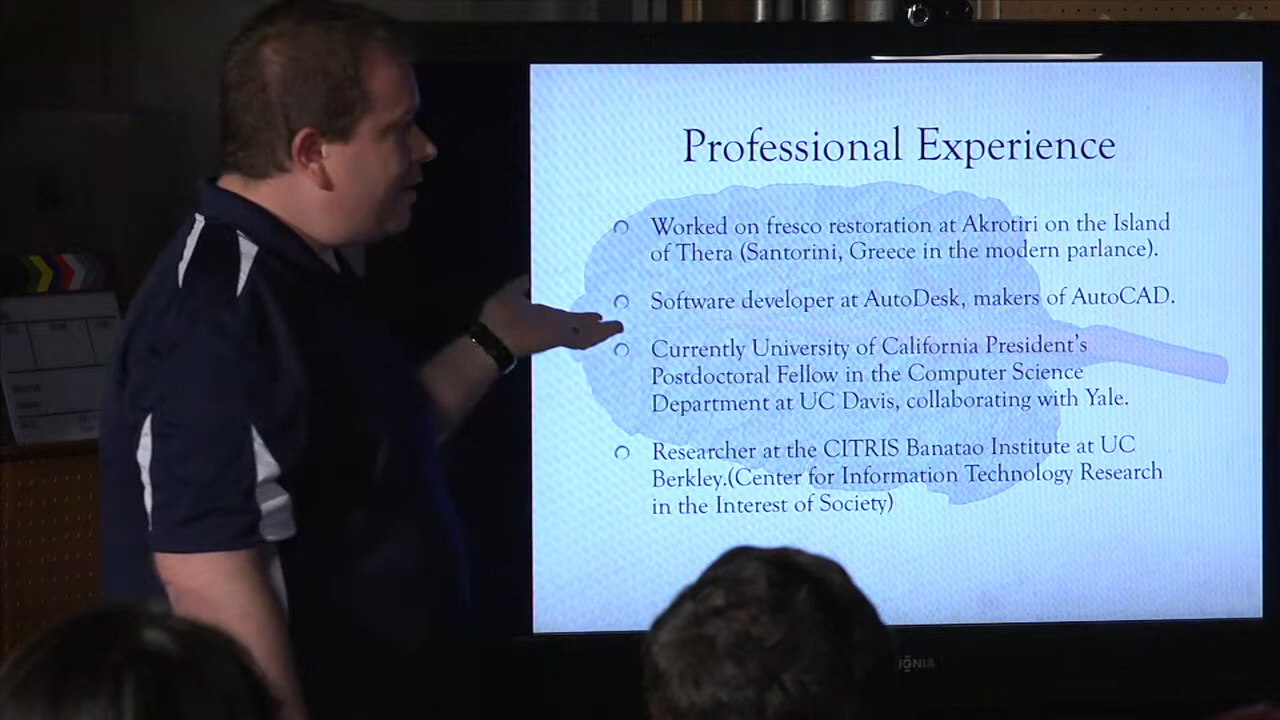 Professional Experience
Worked on fresco restoration at Akrotiri on the Island
of Thera (Santorini, Greece in the modern parlance).
Software developer at AutoDesk, makers of AutoCAD.
Currently University of California President's
Postdoctoral Fellow in the Computer Science
Department at UC Davis, collaborating with Yale.
Researcher at the CITRIS Banatao Institute at UC
Berkley.(Center for Information Technology Research
in the Interest of Society)